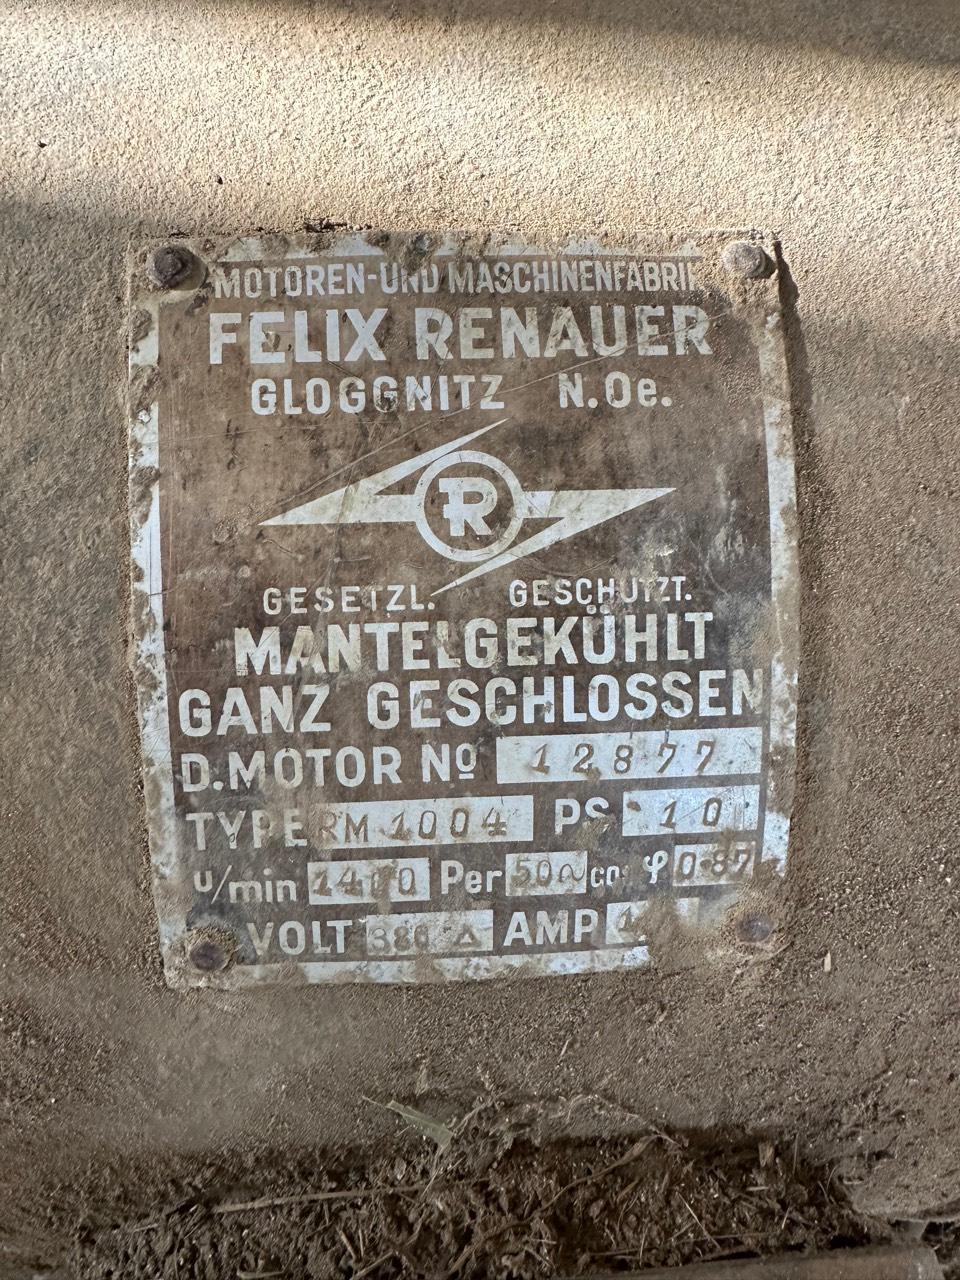 MOTOREN-UND MASCHINENFABRIK
FELIX RENAUER
GLOGGNITZ N.Oe.
R
GESETZL. GESCHÜTZT.
MANTELGEKÜHLT
GANZ GESCHLOSSEN
D.MOTOR Nº 12877
TYPE RM 1004 PS 10
u/min Per 50∿ cos φ 0·87
VOLT 380 △ AMP